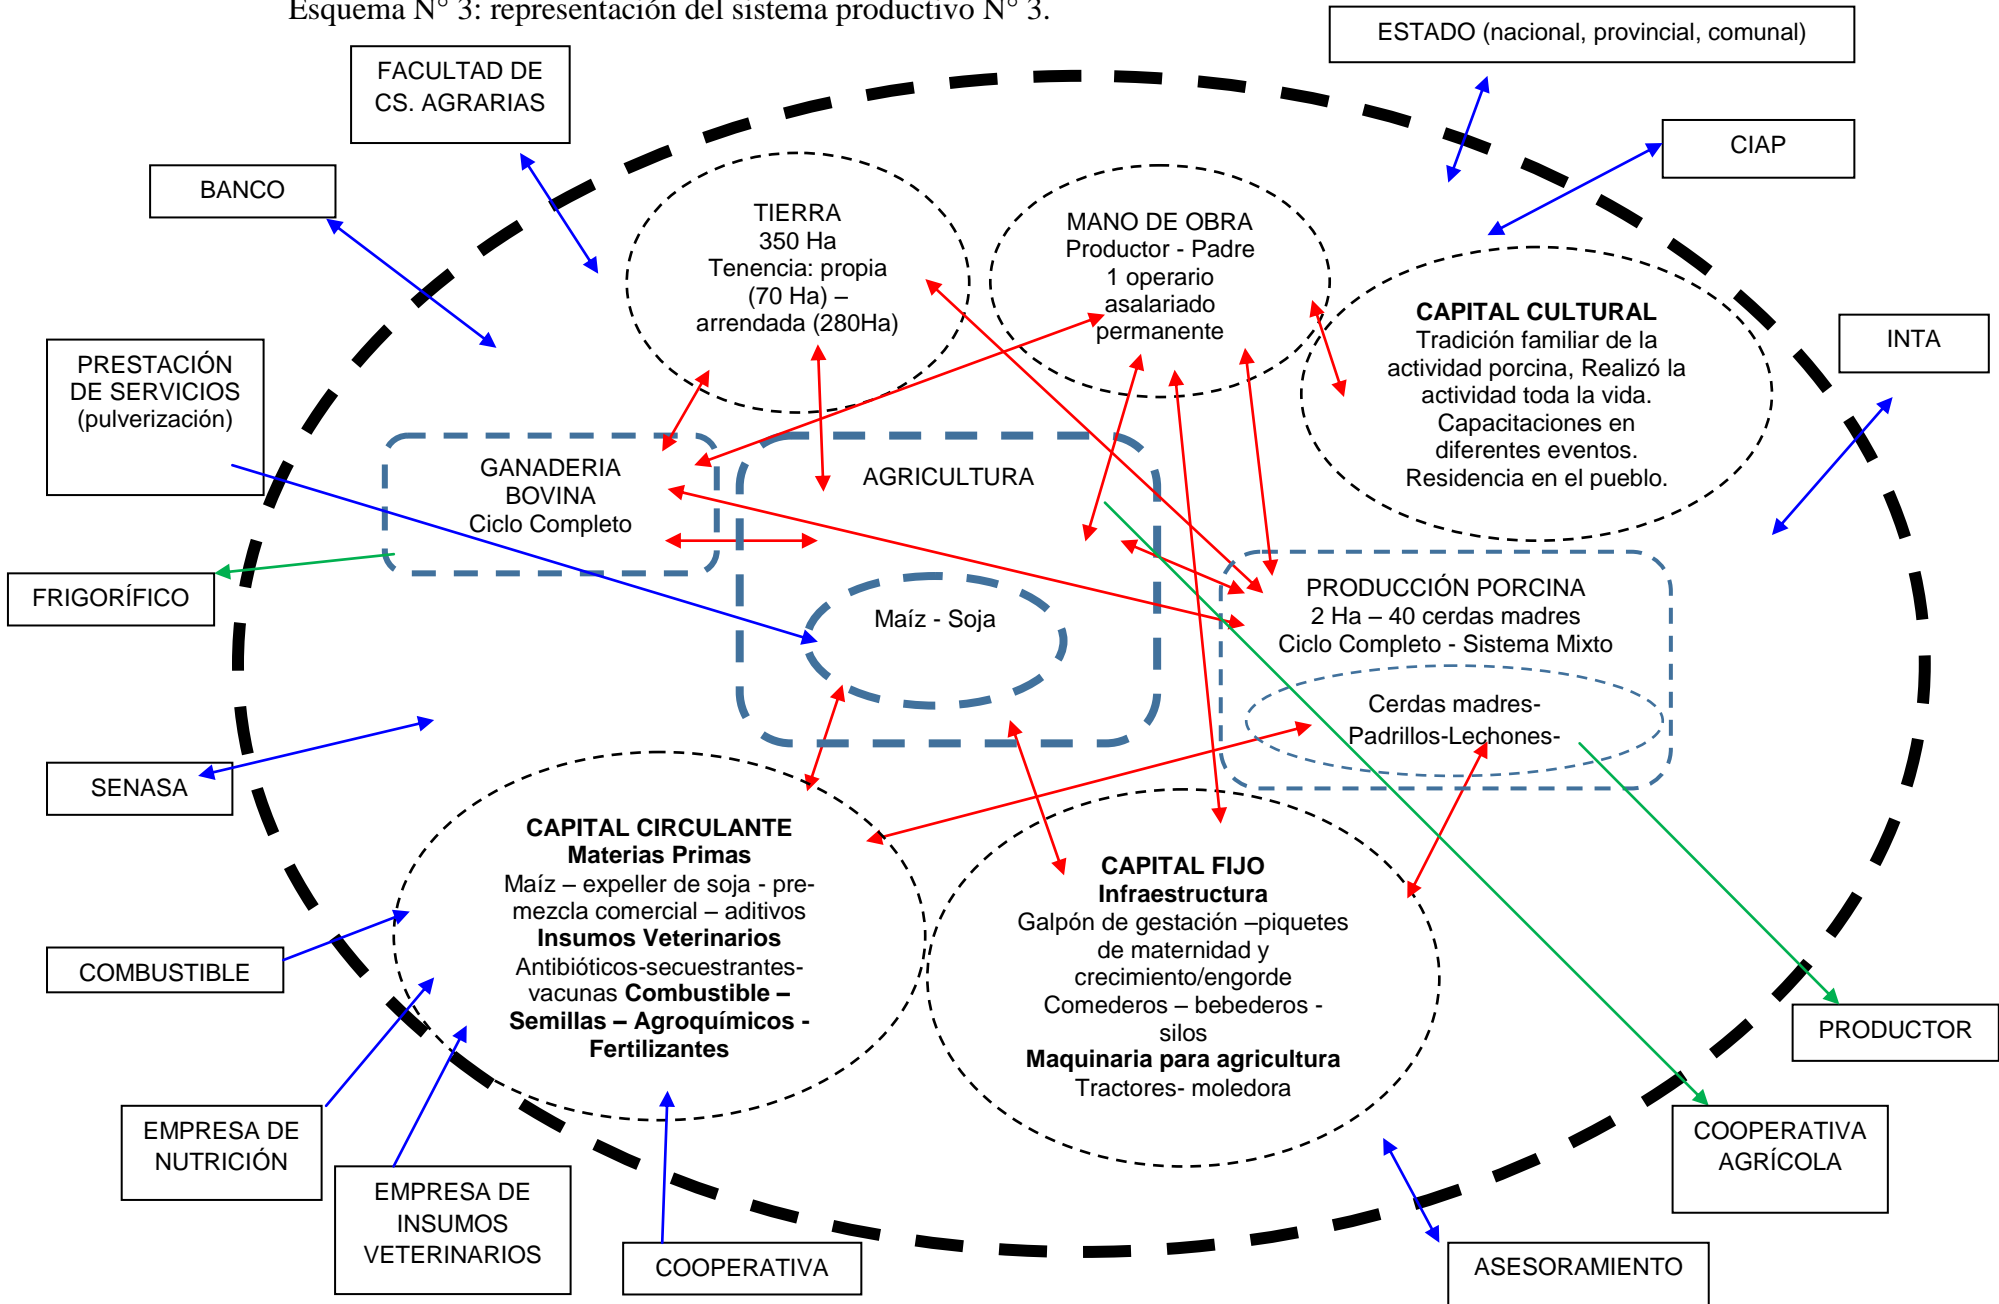 Esquema N° 3: representación del sistema productivo N° 3.
ESTADO (nacional, provincial, comunal)
FACULTAD DE
CS. AGRARIAS
CIAP
BANCO
TIERRA
350 Ha
Tenencia: propia
(70 Ha) –
arrendada (280Ha)
MANO DE OBRA
Productor - Padre
1 operario
asalariado
permanente
CAPITAL CULTURAL
Tradición familiar de la
actividad porcina, Realizó la
actividad toda la vida.
Capacitaciones en
diferentes eventos.
Residencia en el pueblo.
INTA
PRESTACIÓN
DE SERVICIOS
(pulverización)
GANADERIA
BOVINA
Ciclo Completo
AGRICULTURA
Maíz - Soja
FRIGORÍFICO
PRODUCCIÓN PORCINA
2 Ha – 40 cerdas madres
Ciclo Completo - Sistema Mixto
Cerdas madres-
Padrillos-Lechones-
SENASA
CAPITAL CIRCULANTE
Materias Primas
Maíz – expeller de soja - pre-
mezcla comercial – aditivos
Insumos Veterinarios
Antibióticos-secuestrantes-
vacunas Combustible –
Semillas – Agroquímicos -
Fertilizantes
CAPITAL FIJO
Infraestructura
Galpón de gestación –piquetes
de maternidad y
crecimiento/engorde
Comederos – bebederos -
silos
Maquinaria para agricultura
Tractores- moledora
COMBUSTIBLE
PRODUCTOR
EMPRESA DE
NUTRICIÓN
EMPRESA DE
INSUMOS
VETERINARIOS
COOPERATIVA
COOPERATIVA
AGRÍCOLA
ASESORAMIENTO